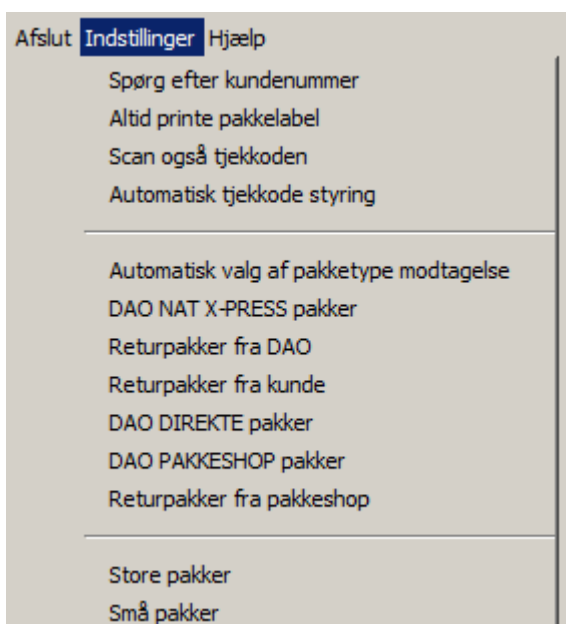 Afslut Indstillinger Hjælp
Spørg efter kundenummer
Altid printe pakkelabel
Scan også tjekkoden
Automatisk tjekkode styring
Automatisk valg af pakketype modtagelse
DAO NAT X-PRESS pakker
Returpakker fra DAO
Returpakker fra kunde
DAO DIREKTE pakker
DAO PAKKESHOP pakker
Returpakker fra pakkeshop
Store pakker
Små pakker